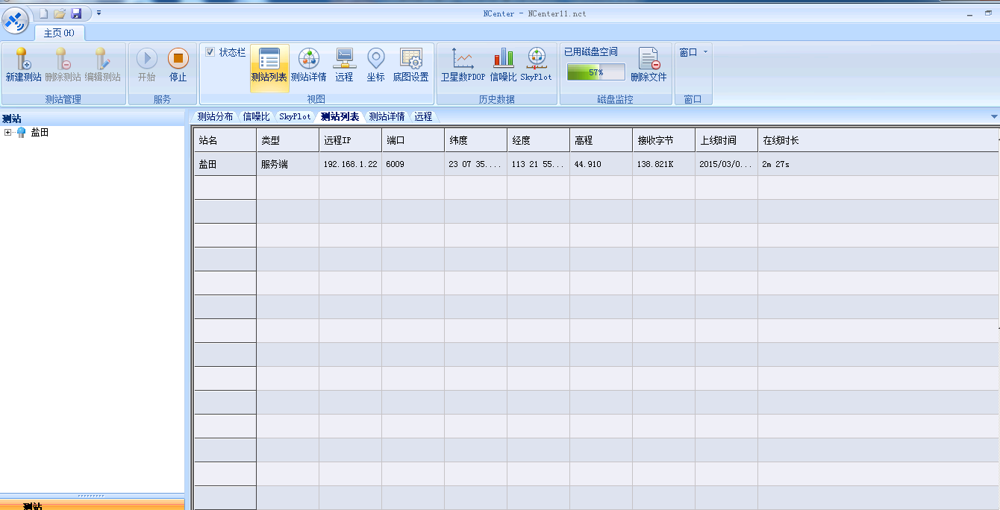 NCenter - NCenter11.nct
主页(H)
新建测站 删除测站 编辑测站
测站管理
开始 停止
服务
状态栏 测站列表 测站详情 远程 坐标 底图设置
视图
卫星数PDOP 信噪比 SkyPlot
历史数据
已用磁盘空间
57%
删除文件
磁盘监控
窗口
窗口
测站
盐田
测站分布 信噪比 SkyPlot 测站列表 测站详情 远程
站名 类型 远程IP 端口 纬度 经度 高程 接收字节 上线时间 在线时长
盐田 服务端 192.168.1.22 6009 23 07 35.... 113 21 55... 44.910 138.821K 2015/03/0... 2m 27s
测站